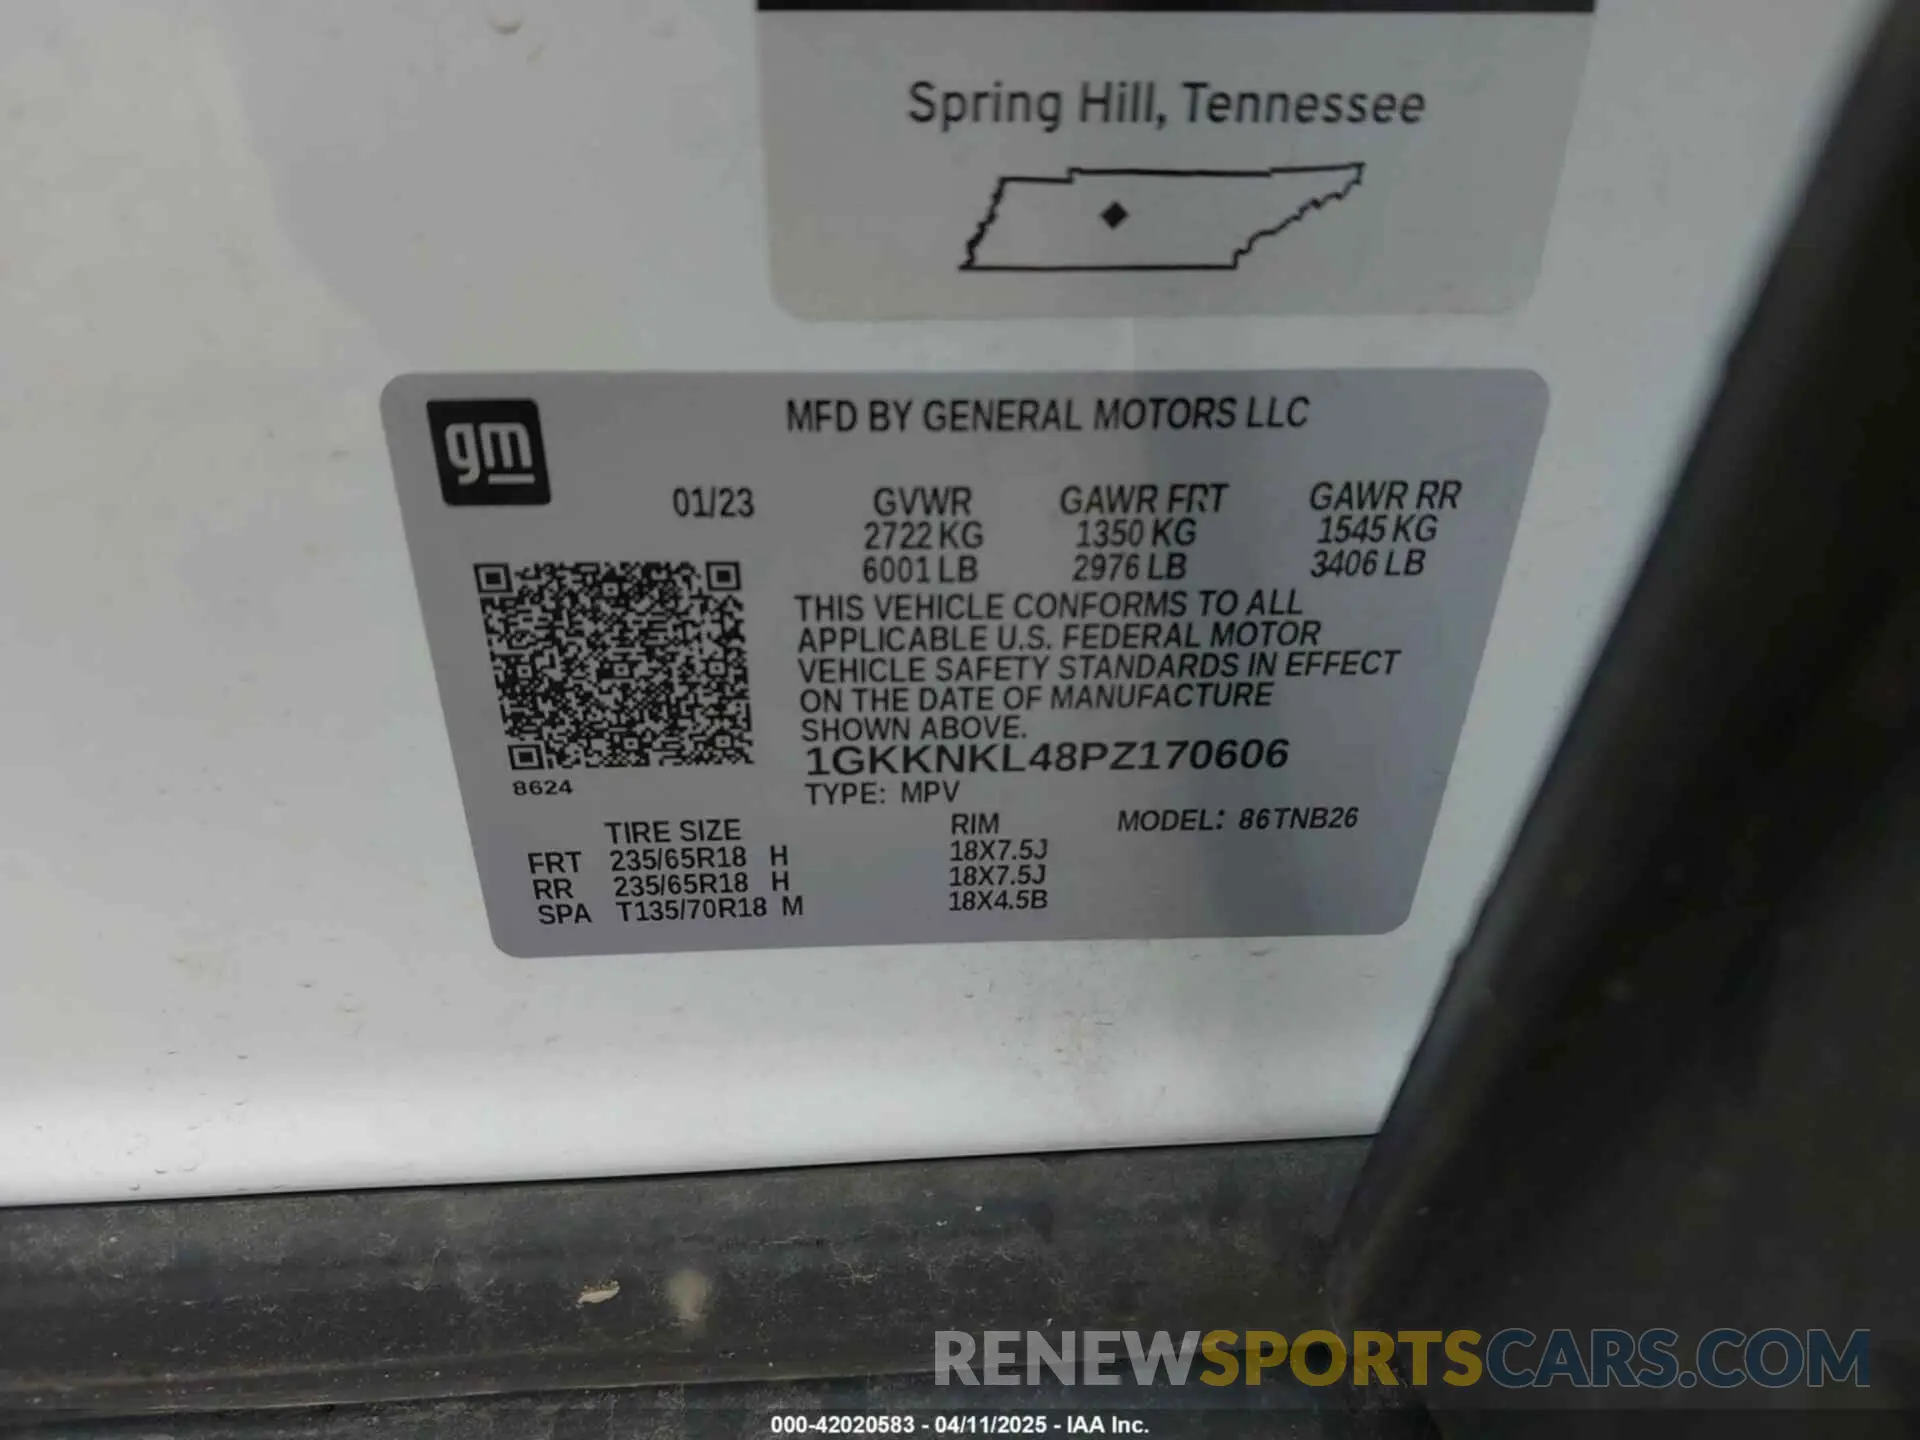 Spring Hill, Tennessee
gm
MFD BY GENERAL MOTORS LLC
01/23 GVWR GAWR FRT GAWR RR
2722 KG 1350 KG 1545 KG
6001 LB 2976 LB 3406 LB
THIS VEHICLE CONFORMS TO ALL
APPLICABLE U.S. FEDERAL MOTOR
VEHICLE SAFETY STANDARDS IN EFFECT
ON THE DATE OF MANUFACTURE
SHOWN ABOVE.
1GKKNKL48PZ170606
8624
TYPE: MPV
TIRE SIZE RIM MODEL: 86TNB26
FRT 235/65R18 H 18X7.5J
RR 235/65R18 H 18X7.5J
SPA T135/70R18 M 18X4.5B
RENEWSPORTSCARS.COM
000-42020583 - 04/11/2025 - IAA Inc.